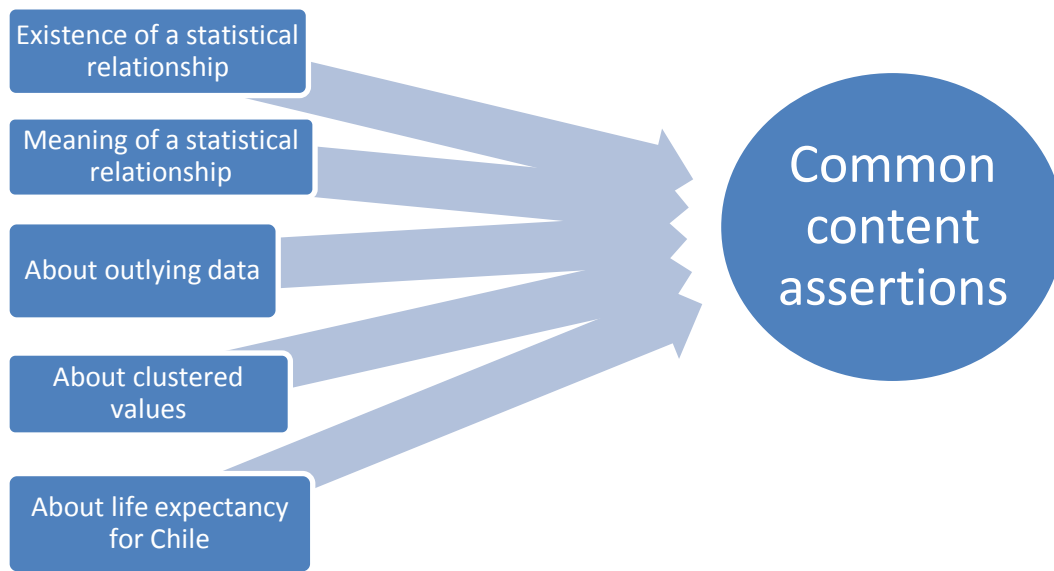 Existence of a statistical
relationship
Meaning of a statistical
relationship
About outlying data
About clustered
values
About life expectancy
for Chile
Common
content
assertions